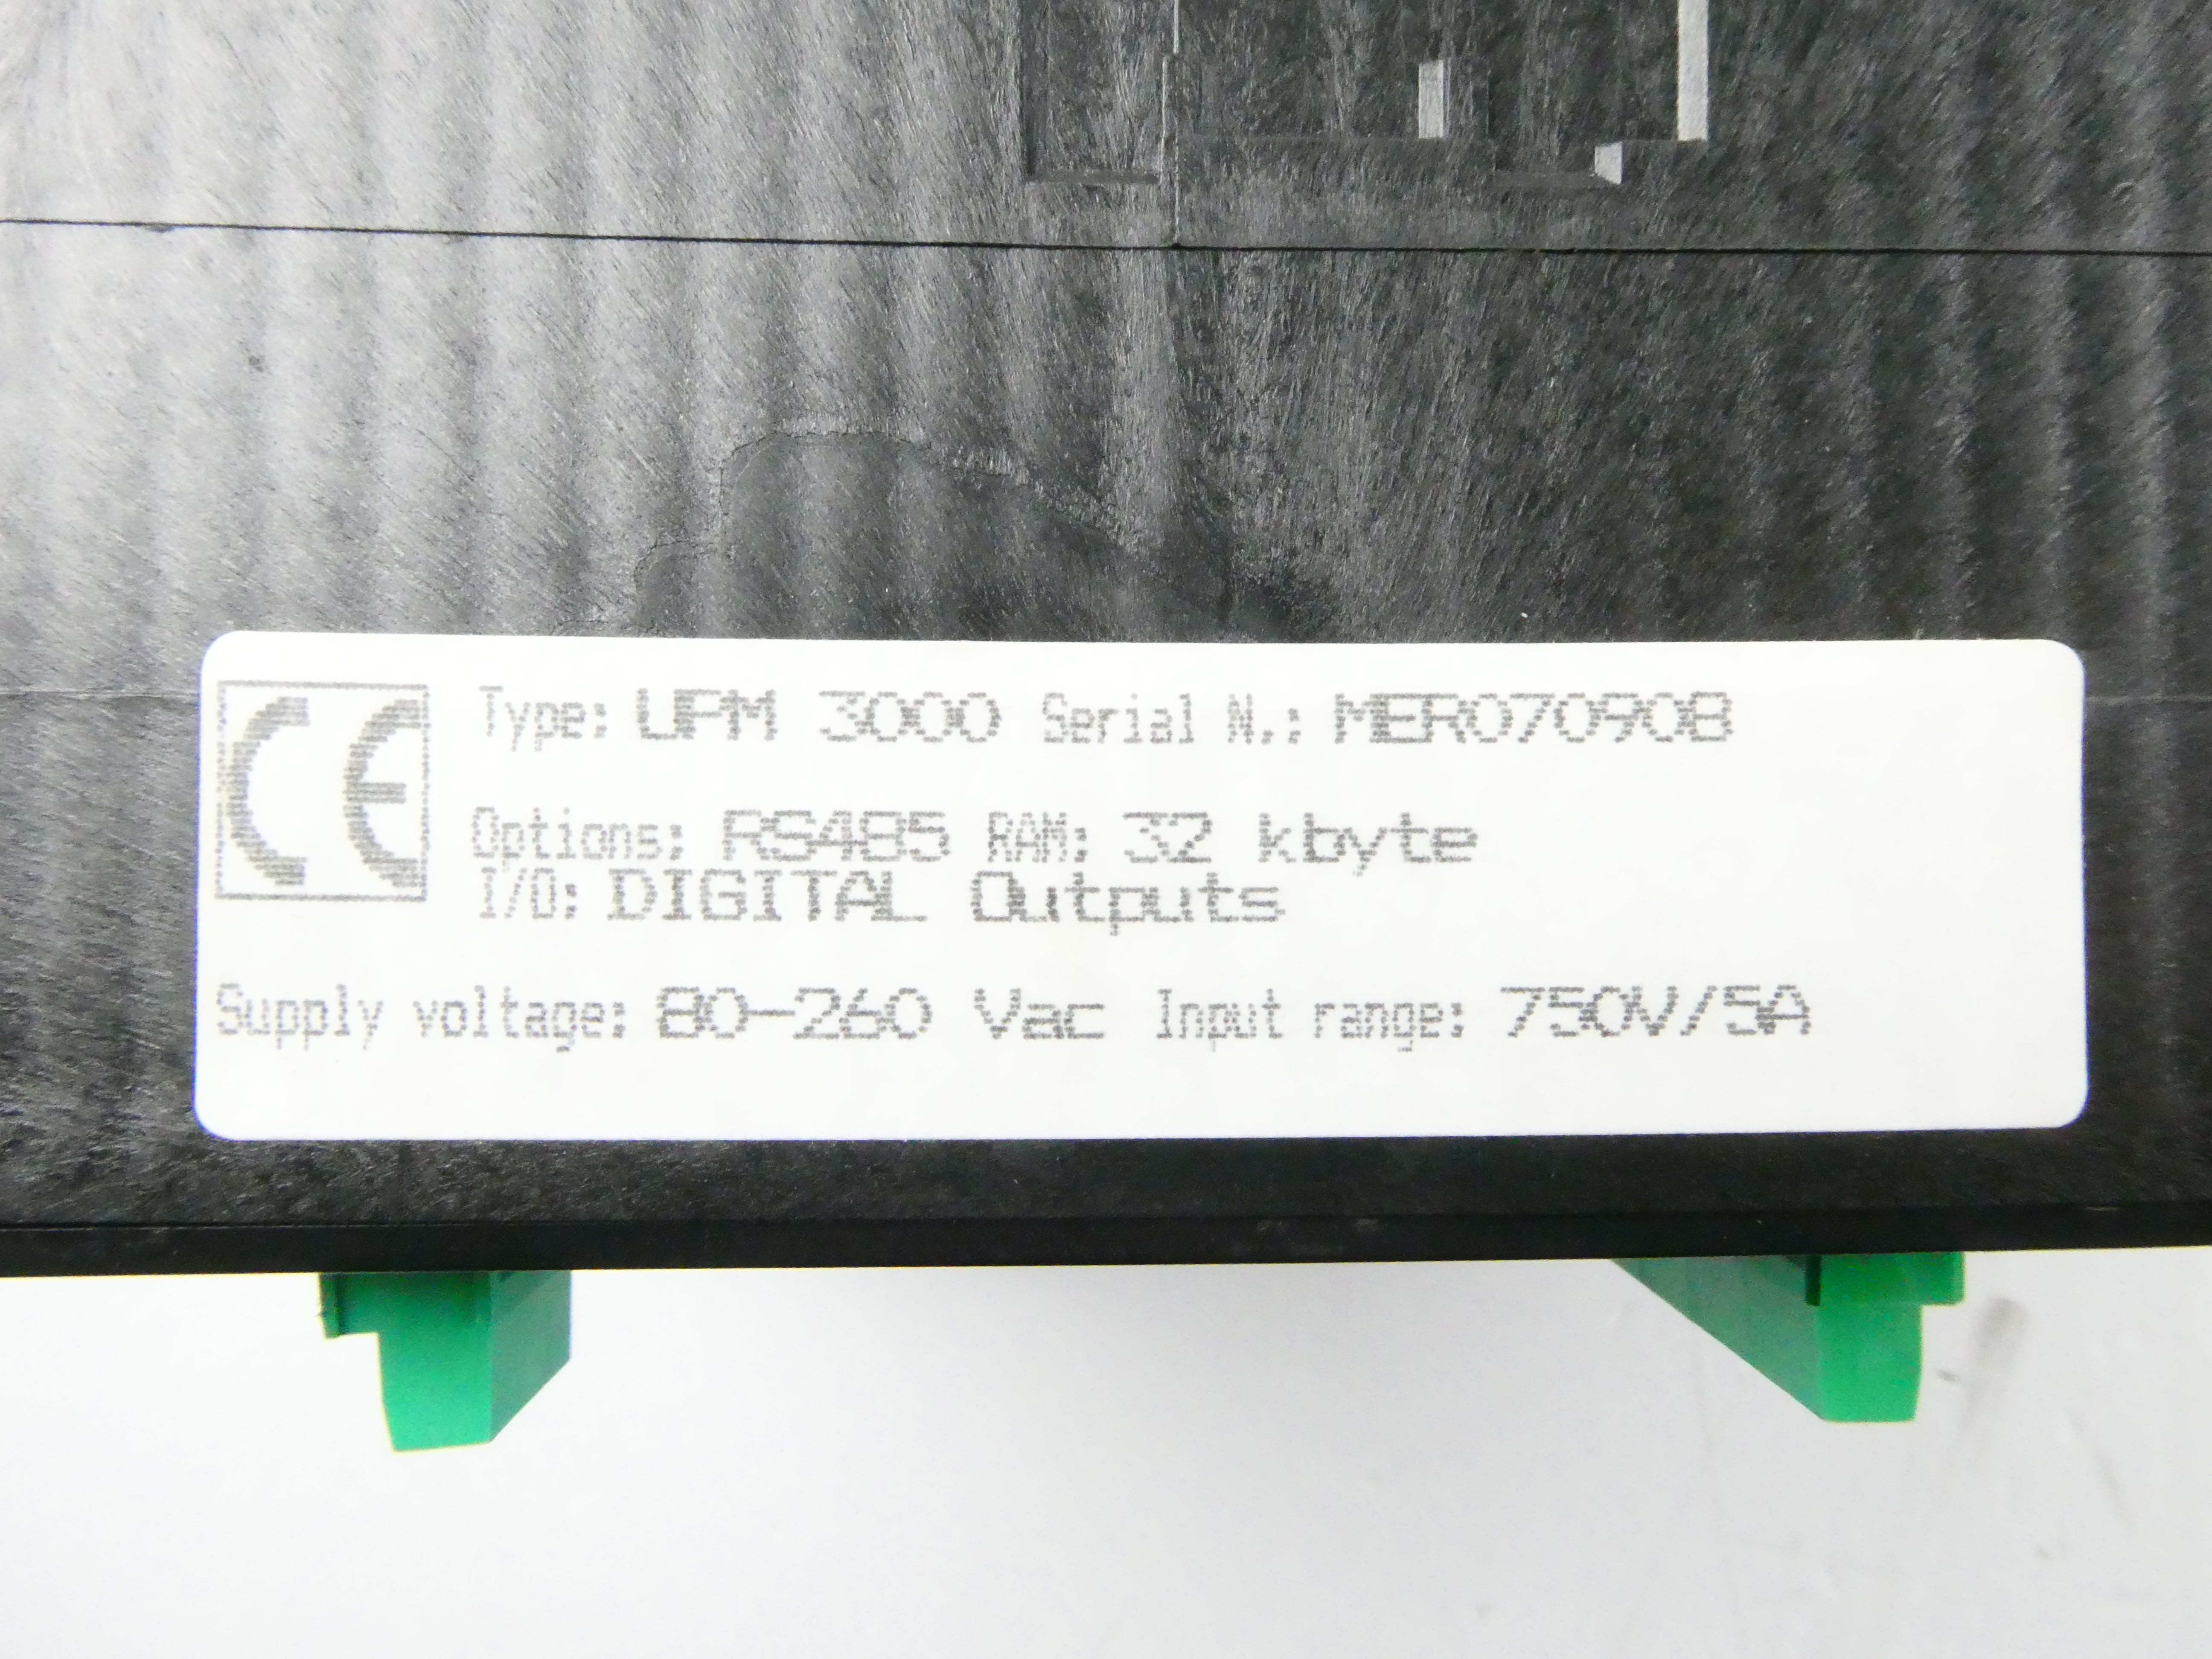 CE
Type: UPM 3000 Serial N.: MER070908
Options: RS485 RAM: 32 kbyte
I/O: DIGITAL Outputs
Supply voltage: 80-260 Vac Input range: 750V/5A